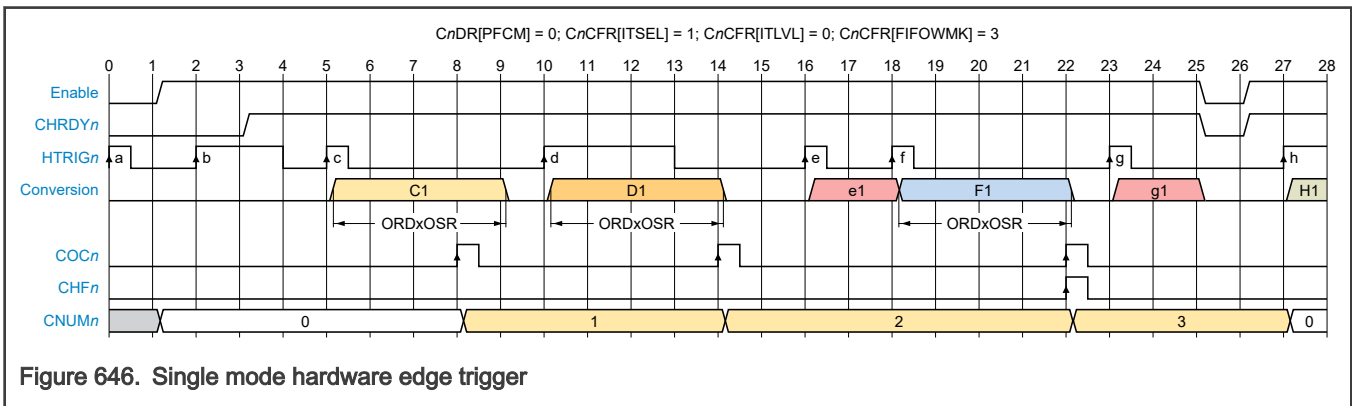 CnDR[PFCM] = 0; CnCFR[ITSEL] = 1; CnCFR[ITLVL] = 0; CnCFR[FIFOWMK] = 3
0 1 2 3 4 5 6 7 8 9 10 11 12 13 14 15 16 17 18 19 20 21 22 23 24 25 26 27 28
Enable
CHRDYn
HTRIGn a b c d e f g h
Conversion C1 D1 e1 F1 g1 H1
ORDxOSR ORDxOSR ORDxOSR
COCn
CHFn
CNUMn 0 1 2 3 0
Figure 646. Single mode hardware edge trigger